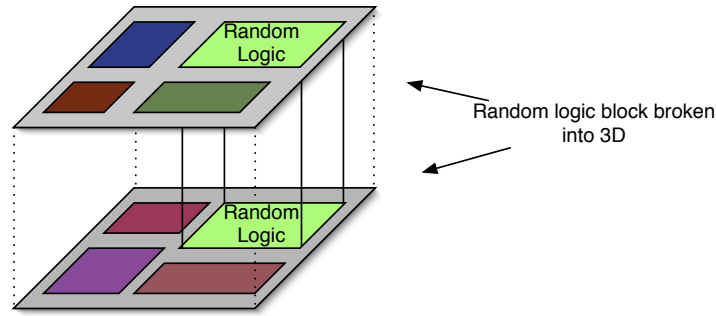 Random
Logic
Random logic block broken
into 3D
Random
Logic